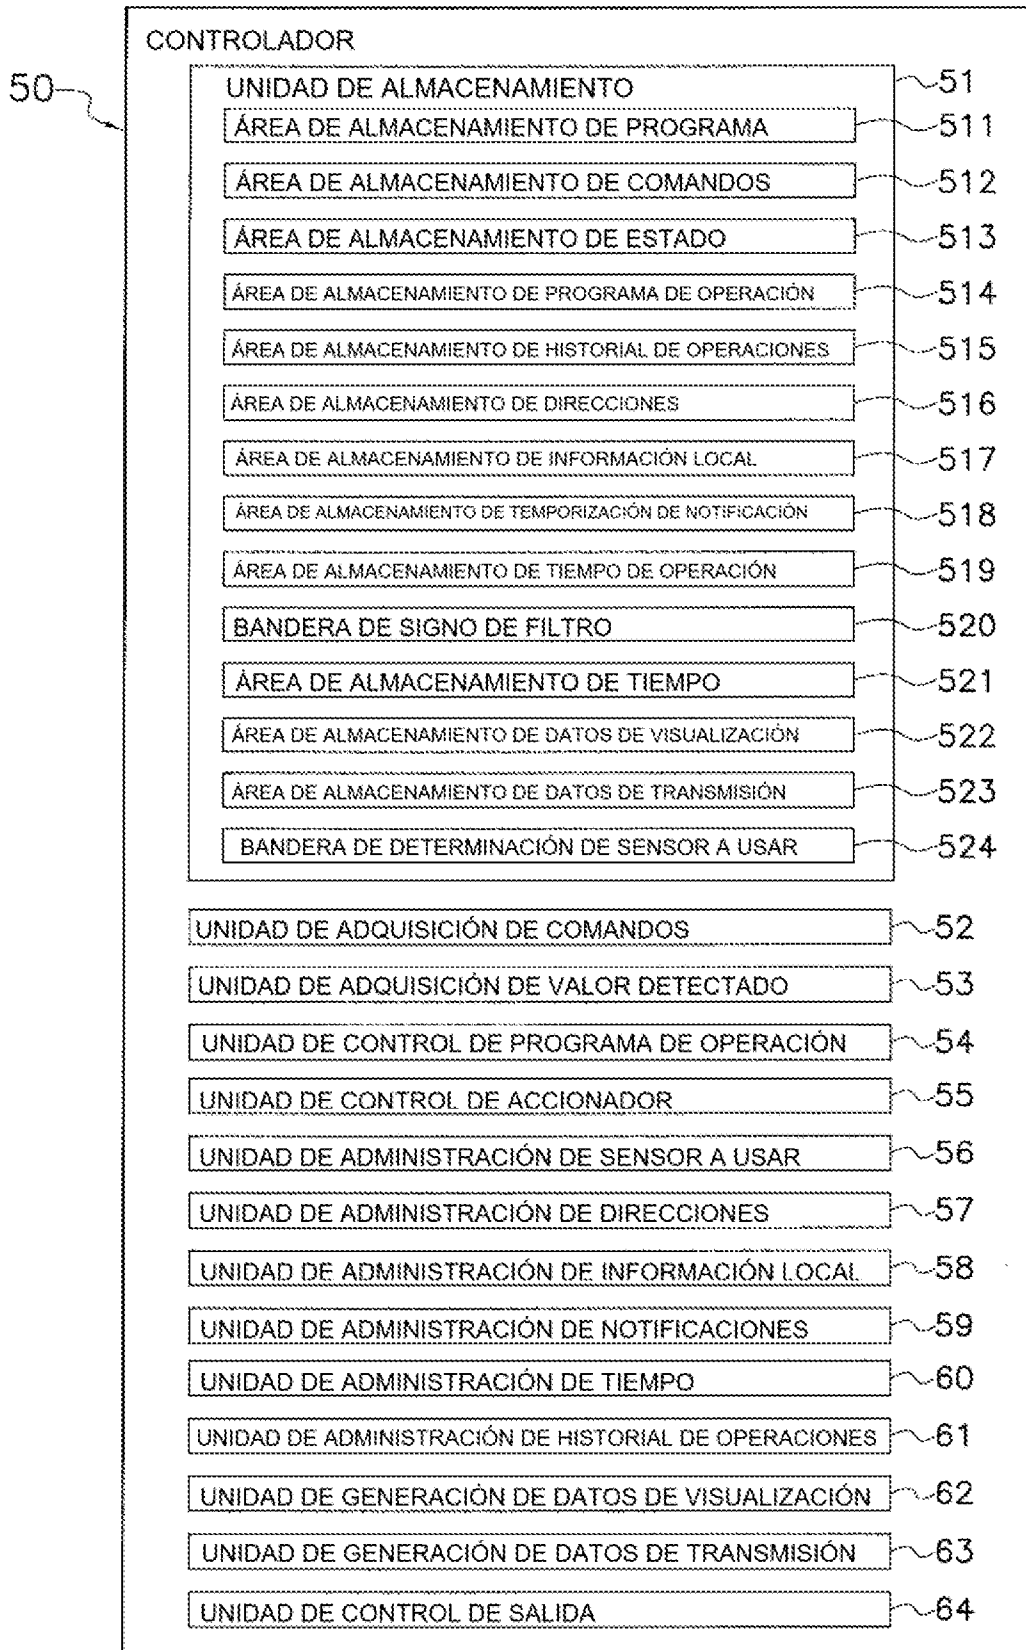 CONTROLADOR
50
UNIDAD DE ALMACENAMIENTO 51
ÁREA DE ALMACENAMIENTO DE PROGRAMA 511
ÁREA DE ALMACENAMIENTO DE COMANDOS 512
ÁREA DE ALMACENAMIENTO DE ESTADO 513
ÁREA DE ALMACENAMIENTO DE PROGRAMA DE OPERACIÓN 514
ÁREA DE ALMACENAMIENTO DE HISTORIAL DE OPERACIONES 515
ÁREA DE ALMACENAMIENTO DE DIRECCIONES 516
ÁREA DE ALMACENAMIENTO DE INFORMACIÓN LOCAL 517
ÁREA DE ALMACENAMIENTO DE TEMPORIZACIÓN DE NOTIFICACIÓN 518
ÁREA DE ALMACENAMIENTO DE TIEMPO DE OPERACIÓN 519
BANDERA DE SIGNO DE FILTRO 520
ÁREA DE ALMACENAMIENTO DE TIEMPO 521
ÁREA DE ALMACENAMIENTO DE DATOS DE VISUALIZACIÓN 522
ÁREA DE ALMACENAMIENTO DE DATOS DE TRANSMISIÓN 523
BANDERA DE DETERMINACIÓN DE SENSOR A USAR 524
UNIDAD DE ADQUISICIÓN DE COMANDOS 52
UNIDAD DE ADQUISICIÓN DE VALOR DETECTADO 53
UNIDAD DE CONTROL DE PROGRAMA DE OPERACIÓN 54
UNIDAD DE CONTROL DE ACCIONADOR 55
UNIDAD DE ADMINISTRACIÓN DE SENSOR A USAR 56
UNIDAD DE ADMINISTRACIÓN DE DIRECCIONES 57
UNIDAD DE ADMINISTRACIÓN DE INFORMACIÓN LOCAL 58
UNIDAD DE ADMINISTRACIÓN DE NOTIFICACIONES 59
UNIDAD DE ADMINISTRACIÓN DE TIEMPO 60
UNIDAD DE ADMINISTRACIÓN DE HISTORIAL DE OPERACIONES 61
UNIDAD DE GENERACIÓN DE DATOS DE VISUALIZACIÓN 62
UNIDAD DE GENERACIÓN DE DATOS DE TRANSMISIÓN 63
UNIDAD DE CONTROL DE SALIDA 64